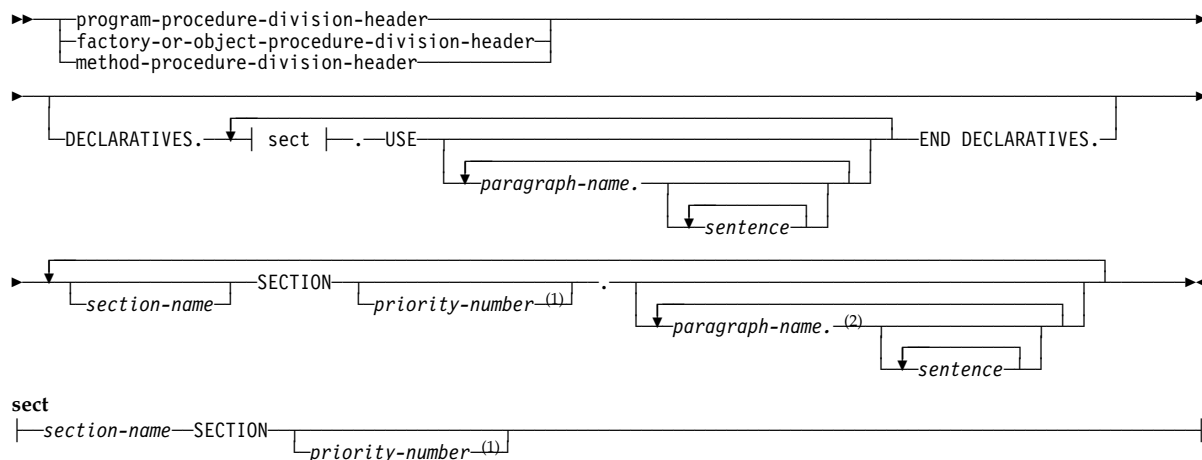 program-procedure-division-header
factory-or-object-procedure-division-header
method-procedure-division-header
DECLARATIVES. sect . USE END DECLARATIVES.
paragraph-name.
sentence
SECTION .
section-name priority-number (1)
paragraph-name. (2)
sentence
sect
section-name SECTION
priority-number (1)